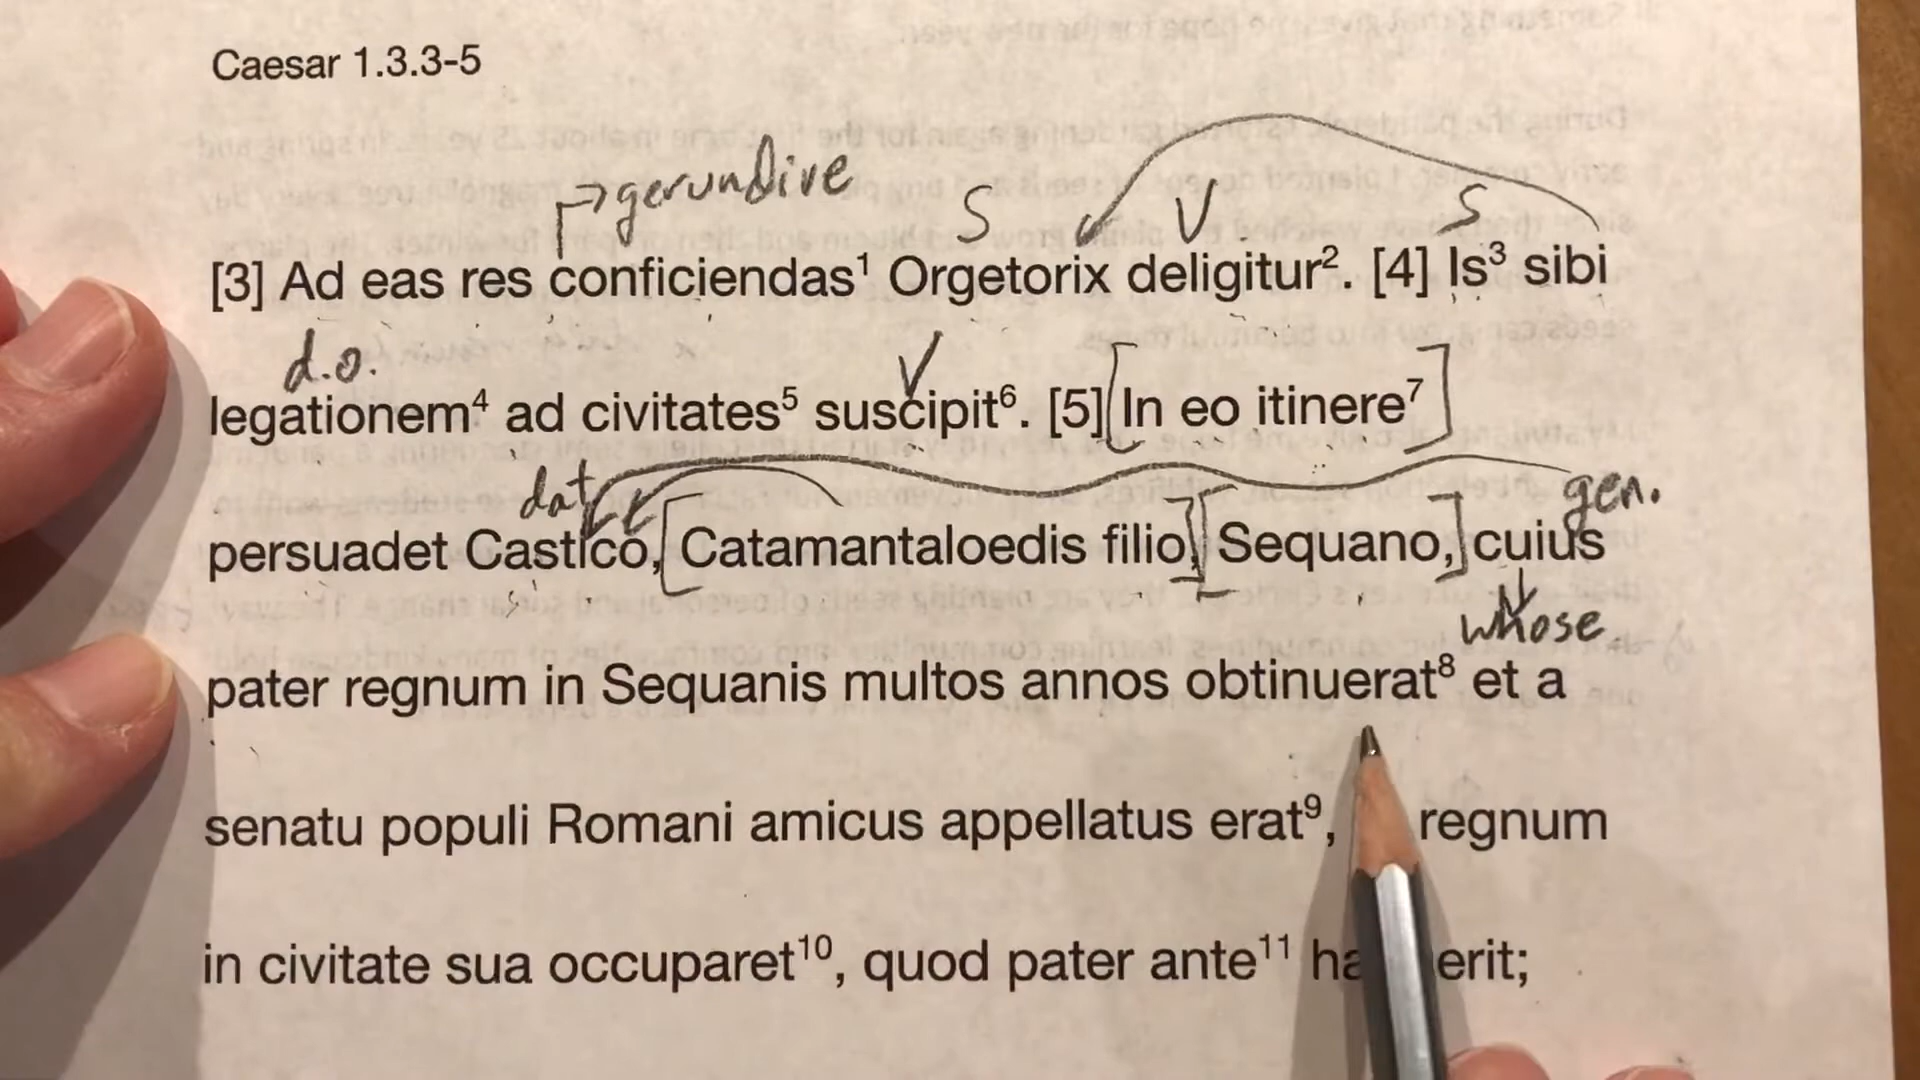 Caesar 1.3.3-5
gerundive
S V S
[3] Ad eas res conficiendas¹ Orgetorix deligitur². [4] Is³ sibi
d.o. V
legationem⁴ ad civitates⁵ suscipit⁶. [5] [In eo itinere⁷]
dat gen.
persuadet Castico, [Catamantaloedis filio,] [Sequano,] cuius
whose
pater regnum in Sequanis multos annos obtinuerat⁸ et a
senatu populi Romani amicus appellatus erat⁹, regnum
in civitate sua occuparet¹⁰, quod pater ante¹¹